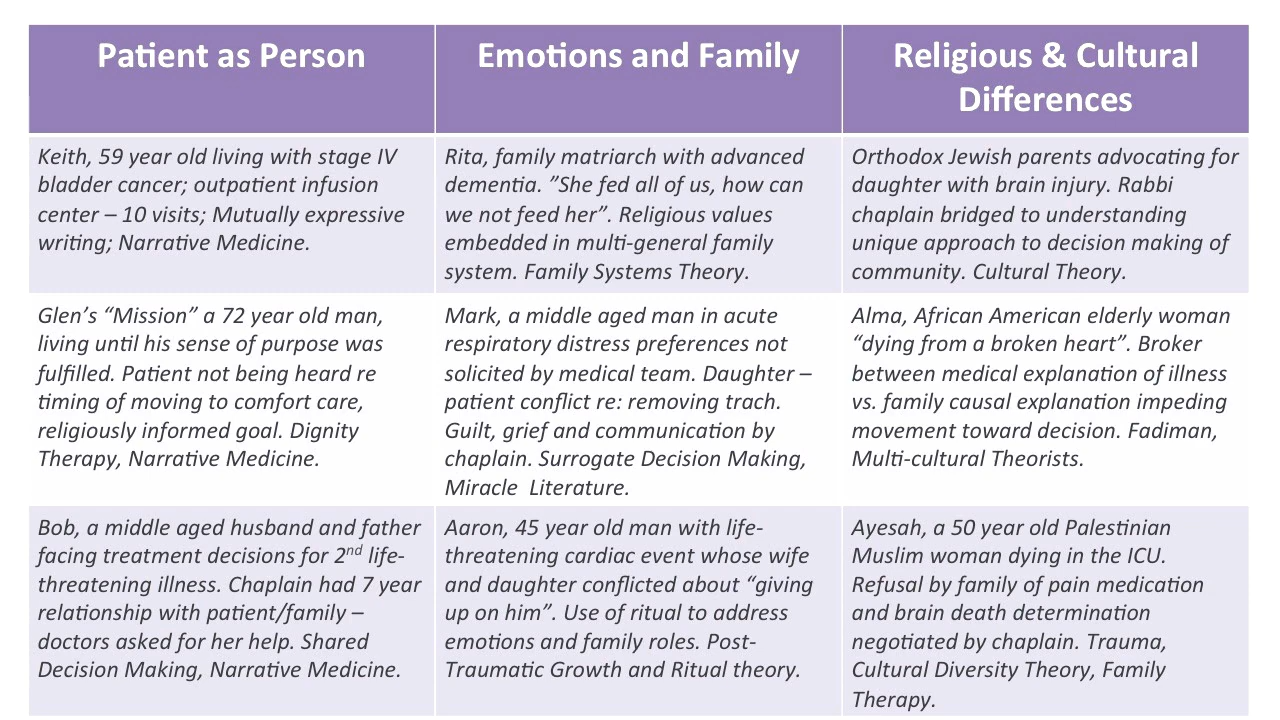 Patient as Person
Emotions and Family
Religious & Cultural
Differences
Keith, 59 year old living with stage IV
bladder cancer; outpatient infusion
center – 10 visits; Mutually expressive
writing; Narrative Medicine.
Rita, family matriarch with advanced
dementia. ”She fed all of us, how can
we not feed her”. Religious values
embedded in multi-general family
system. Family Systems Theory.
Orthodox Jewish parents advocating for
daughter with brain injury. Rabbi
chaplain bridged to understanding
unique approach to decision making of
community. Cultural Theory.
Glen’s “Mission” a 72 year old man,
living until his sense of purpose was
fulfilled. Patient not being heard re
timing of moving to comfort care,
religiously informed goal. Dignity
Therapy, Narrative Medicine.
Mark, a middle aged man in acute
respiratory distress preferences not
solicited by medical team. Daughter –
patient conflict re: removing trach.
Guilt, grief and communication by
chaplain. Surrogate Decision Making,
Miracle Literature.
Alma, African American elderly woman
“dying from a broken heart”. Broker
between medical explanation of illness
vs. family causal explanation impeding
movement toward decision. Fadiman,
Multi-cultural Theorists.
Bob, a middle aged husband and father
facing treatment decisions for 2nd life-
threatening illness. Chaplain had 7 year
relationship with patient/family –
doctors asked for her help. Shared
Decision Making, Narrative Medicine.
Aaron, 45 year old man with life-
threatening cardiac event whose wife
and daughter conflicted about “giving
up on him”. Use of ritual to address
emotions and family roles. Post-
Traumatic Growth and Ritual theory.
Ayesah, a 50 year old Palestinian
Muslim woman dying in the ICU.
Refusal by family of pain medication
and brain death determination
negotiated by chaplain. Trauma,
Cultural Diversity Theory, Family
Therapy.